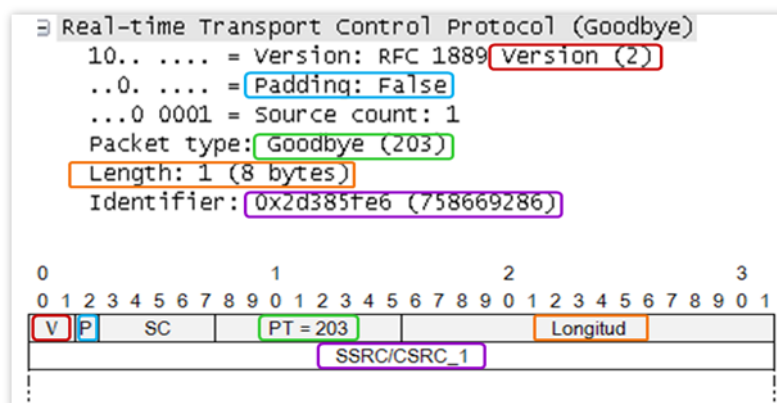 Real-time Transport Control Protocol (Goodbye)
10.. .... = Version: RFC 1889 Version (2)
..0. .... = Padding: False
...0 0001 = Source count: 1
Packet type: Goodbye (203)
Length: 1 (8 bytes)
Identifier: 0x2d385fe6 (758669286)
0 1 2 3
0 1 2 3 4 5 6 7 8 9 0 1 2 3 4 5 6 7 8 9 0 1 2 3 4 5 6 7 8 9 0 1
V P SC PT = 203 Longitud
SSRC/CSRC_1